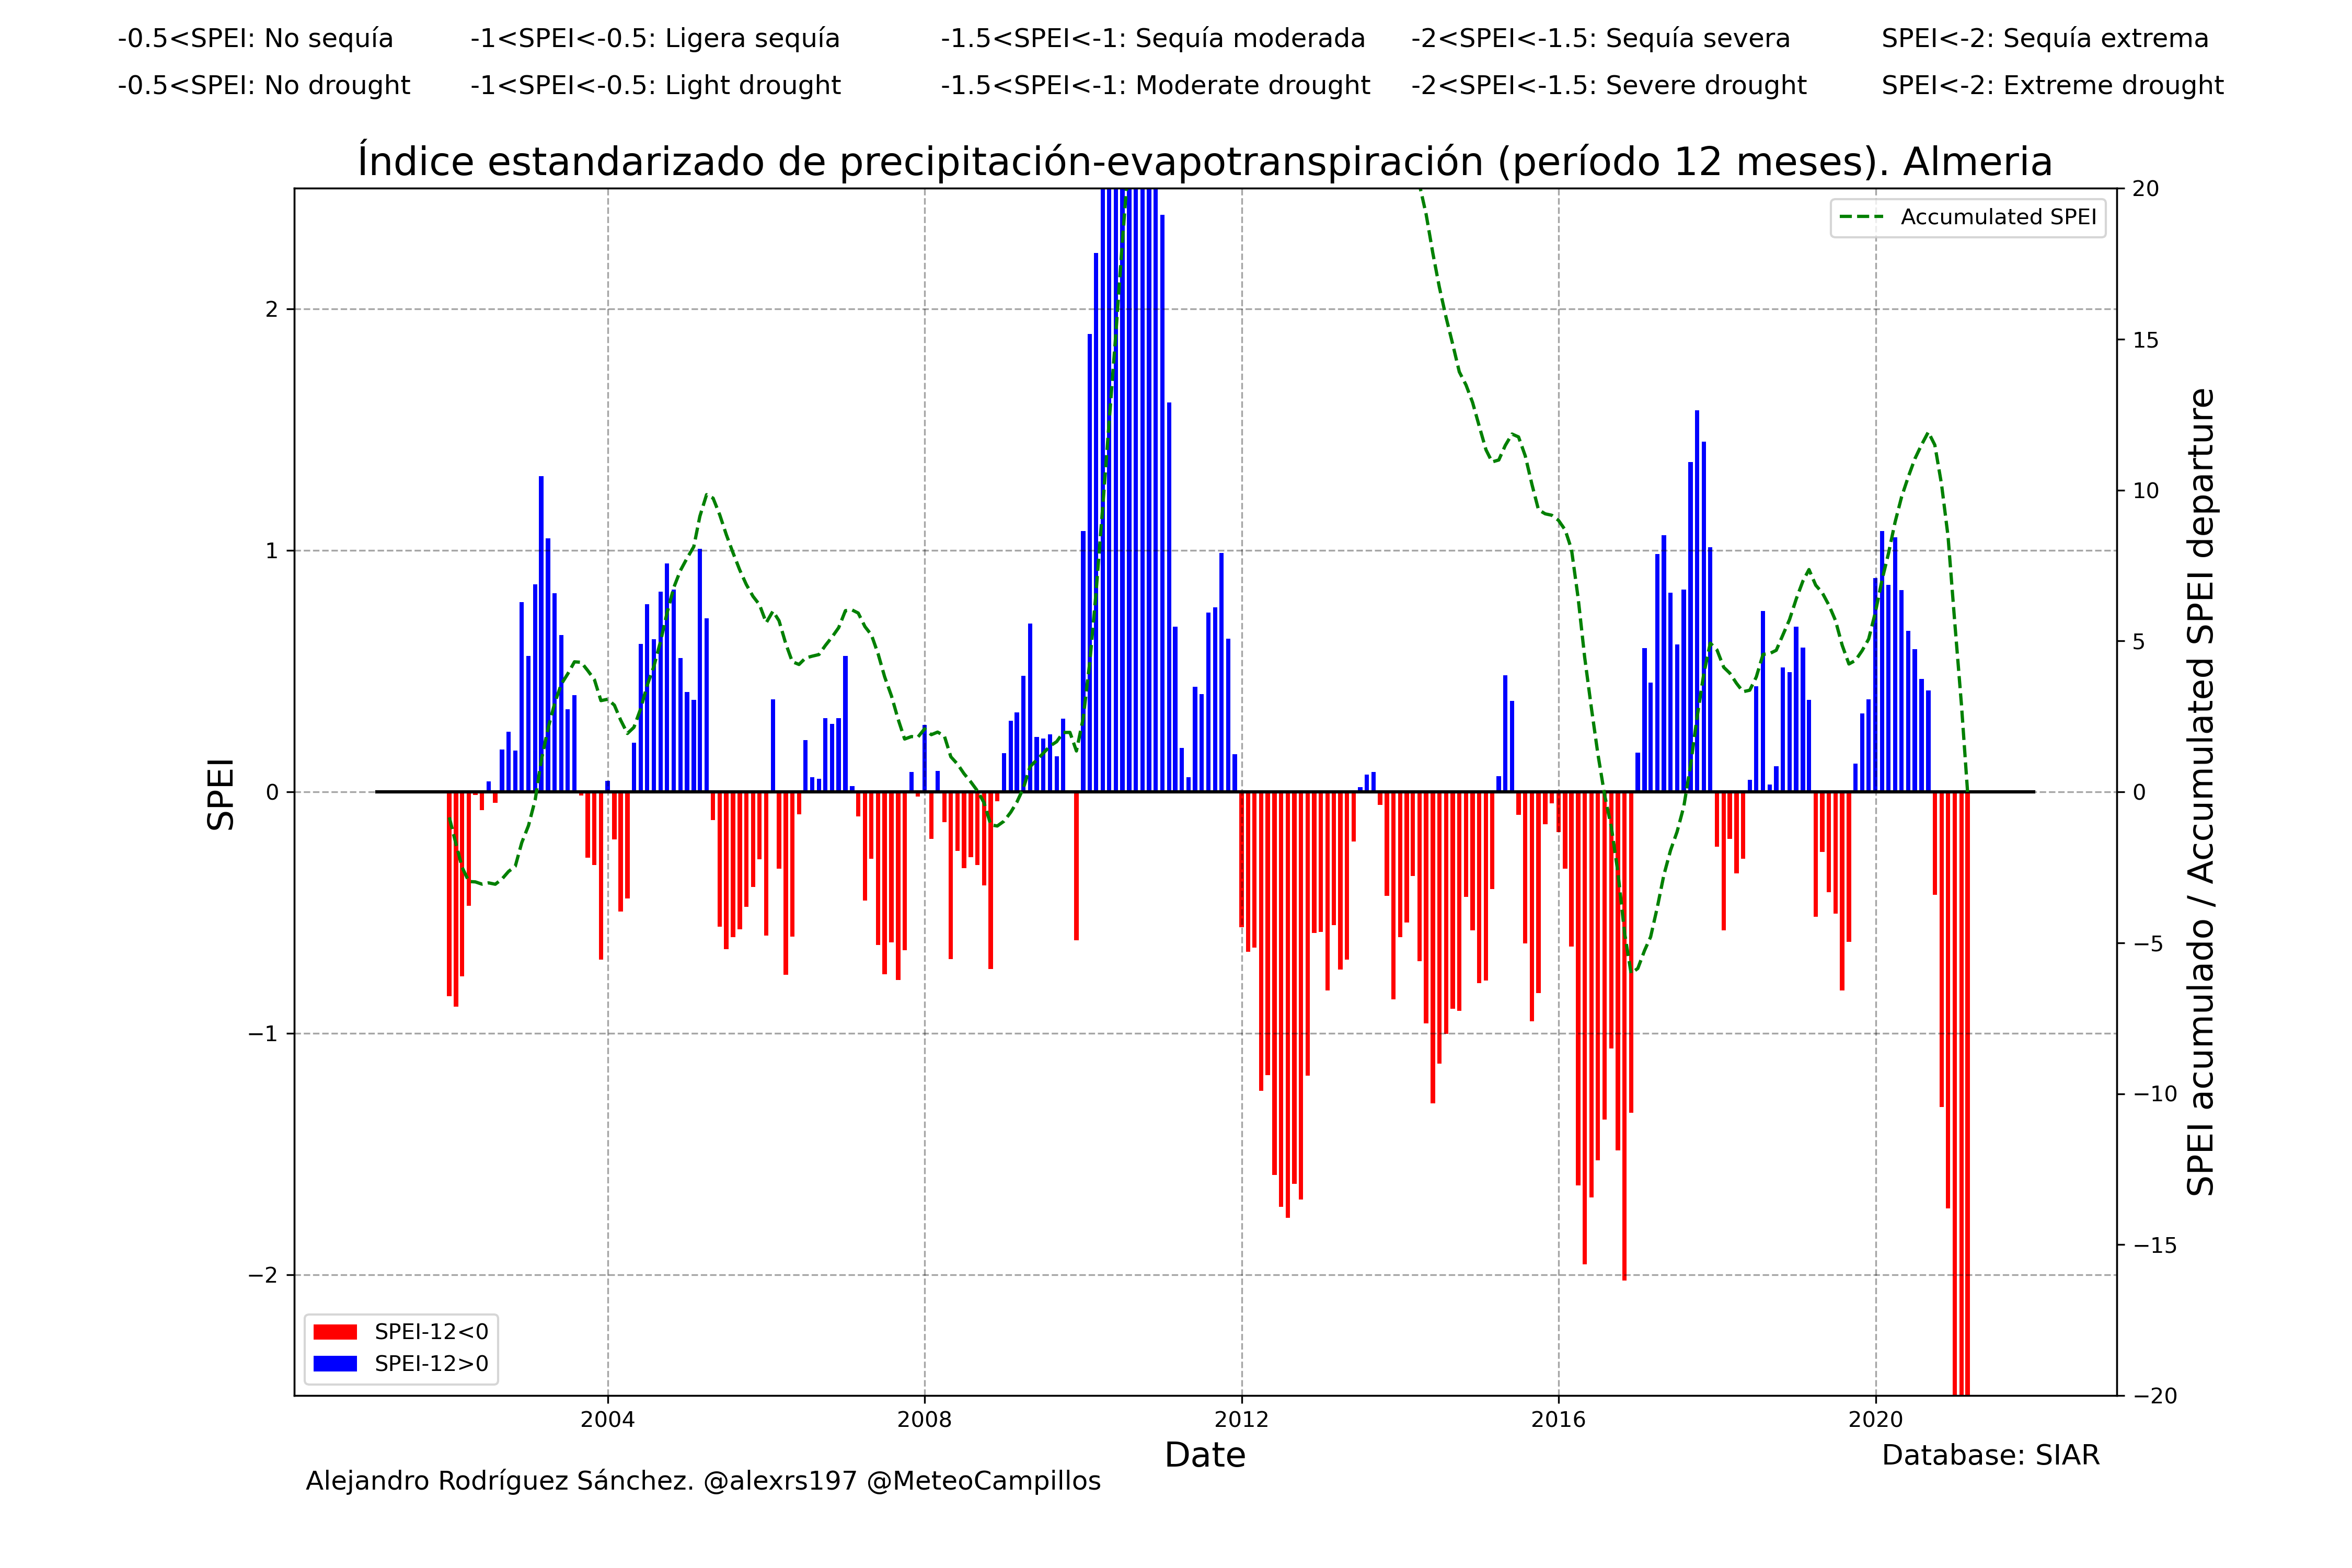 -0.5<SPEI: No sequía -1<SPEI<-0.5: Ligera sequía -1.5<SPEI<-1: Sequía moderada -2<SPEI<-1.5: Sequía severa SPEI<-2: Sequía extrema
-0.5<SPEI: No drought -1<SPEI<-0.5: Light drought -1.5<SPEI<-1: Moderate drought -2<SPEI<-1.5: Severe drought SPEI<-2: Extreme drought
Índice estandarizado de precipitación-evapotranspiración (período 12 meses). Almeria
SPEI
2
1
0
−1
−2
Accumulated SPEI
20
15
10
5
0
−5
−10
−15
−20
SPEI acumulado / Accumulated SPEI departure
SPEI-12<0
SPEI-12>0
2004 2008 2012 2016 2020
Date
Database: SIAR
Alejandro Rodríguez Sánchez. @alexrs197 @MeteoCampillos